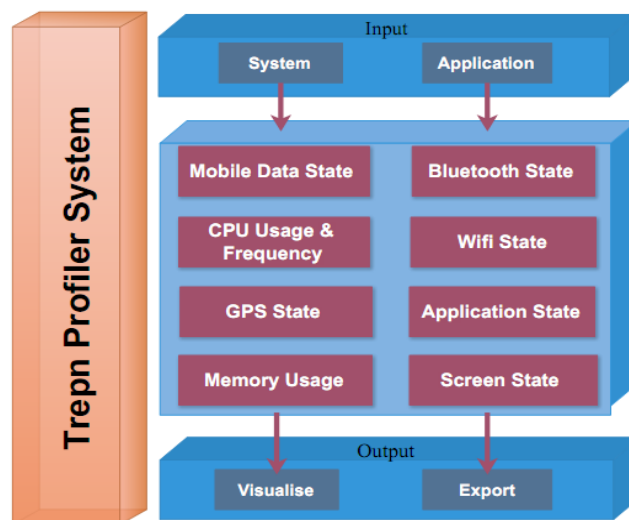 Trepn Profiler System
Input
System
Application
Mobile Data State
Bluetooth State
CPU Usage &
Frequency
Wifi State
GPS State
Application State
Memory Usage
Screen State
Output
Visualise
Export